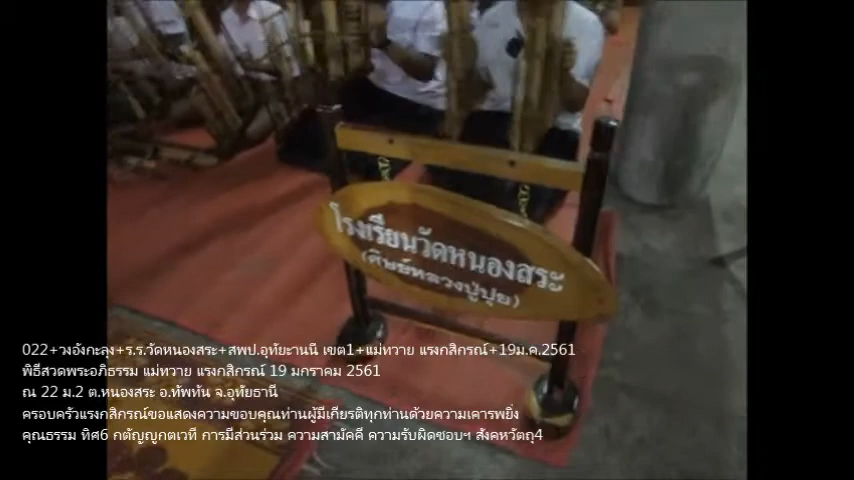 โรงเรียนวัดหนองสระ
(ศิษย์หลวงปู่ปุย)
022+วงอังกะลุง+ร.ร.วัดหนองสระ+สพป.อุทัยะานนี เขต1+แม่ทวาย แรงกสิกรณ์+19ม.ค.2561
พิธีสวดพระอภิธรรม แม่ทวาย แรงกสิกรณ์ 19 มกราคม 2561
ณ 22 ม.2 ต.หนองสระ อ.ทัพทัน จ.อุทัยธานี
ครอบครัวแรงกสิกรณ์ขอแสดงความขอบคุณท่านผู้มีเกียรติทุกท่านด้วยความเคารพยิ่ง
คุณธรรม ทิศ6 กตัญญูกตเวที การมีส่วนร่วม ความสามัคคี ความรับผิดชอบฯ สังคหวัตถุ4